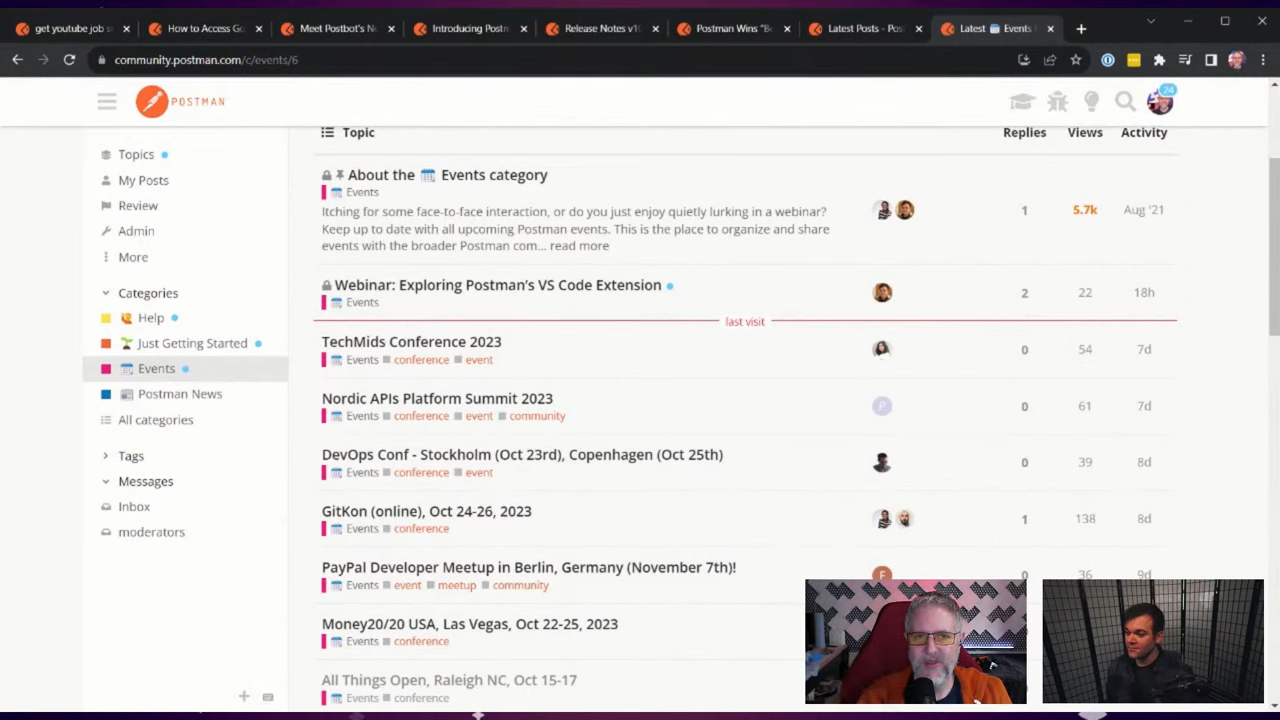 get youtube job s
How to Access Go
Meet Postbot's Ne
Introducing Postm
Release Notes v10
Postman Wins "Be
Latest Posts - Post
Latest Events
community.postman.com/c/events/6
POSTMAN
24
Topics
My Posts
Review
Admin
More
Categories
Help
Just Getting Started
Events
Postman News
All categories
Tags
Messages
Inbox
moderators
Topic Replies Views Activity
About the Events category
Events
Itching for some face-to-face interaction, or do you just enjoy quietly lurking in a webinar?
Keep up to date with all upcoming Postman events. This is the place to organize and share
events with the broader Postman com... read more
1 5.7k Aug '21
Webinar: Exploring Postman's VS Code Extension
Events
2 22 18h
last visit
TechMids Conference 2023
Events conference event
0 54 7d
Nordic APIs Platform Summit 2023
Events conference event community
P
0 61 7d
DevOps Conf - Stockholm (Oct 23rd), Copenhagen (Oct 25th)
Events conference event
0 39 8d
GitKon (online), Oct 24-26, 2023
Events conference
1 138 8d
PayPal Developer Meetup in Berlin, Germany (November 7th)!
Events event meetup community
0 36 9d
Money20/20 USA, Las Vegas, Oct 22-25, 2023
Events conference
All Things Open, Raleigh NC, Oct 15-17
Events conference